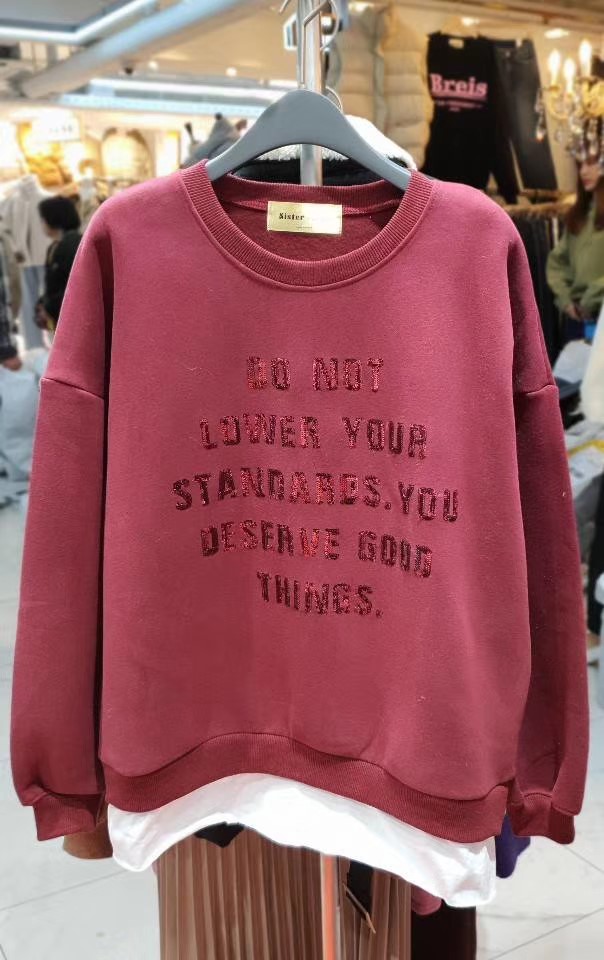 Breis
Sister
DO NOT
LOWER YOUR
STANDARDS.YOU
DESERVE GOOD
THINGS.